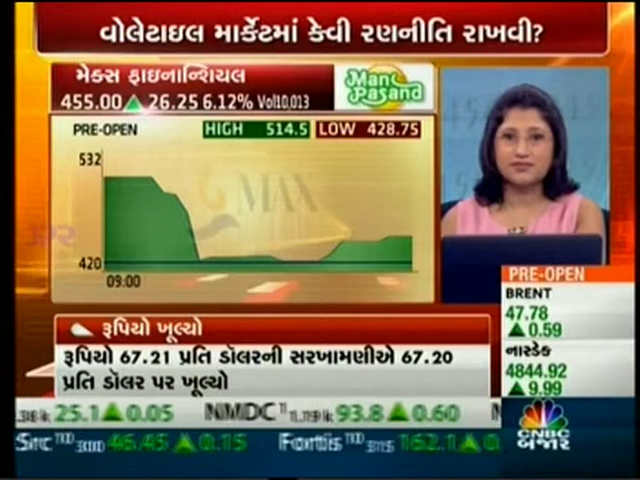 વોલેટાઇલ માર્કેટમાં કેવી રણનીતિ રાખવી?
મેક્સ ફાઇનાન્શિયલ
455.00 26.25 6.12% Vol10,013
Man Pasand
PRE-OPEN HIGH 514.5 LOW 428.75
532
MAX
420
09:00
PRE-OPEN
BRENT
47.78
0.59
નાસ્ડેક
4844.92
9.99
રૂપિયો ખૂલ્યો
રૂપિયો 67.21 પ્રતિ ડૉલરની સરખામણીએ 67.20
પ્રતિ ડૉલર પર ખૂલ્યો
25.1 0.05 NMDC 93.8 0.60
46.45 0.15 Fortis 162.1
CNBC
બજાર